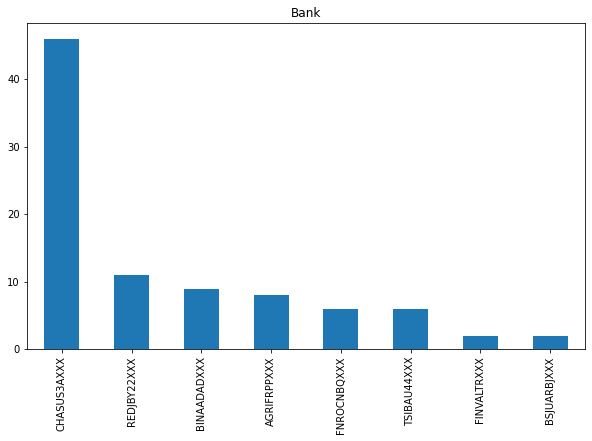 Bank
40
30
20
10
0
CHASUS3AXXX
REDJBY22XXX
BINAADADXXX
AGRIFRPPXXX
FNROCNBQXXX
TSIBAU44XXX
FINVALTRXXX
BSJUARBJXXX